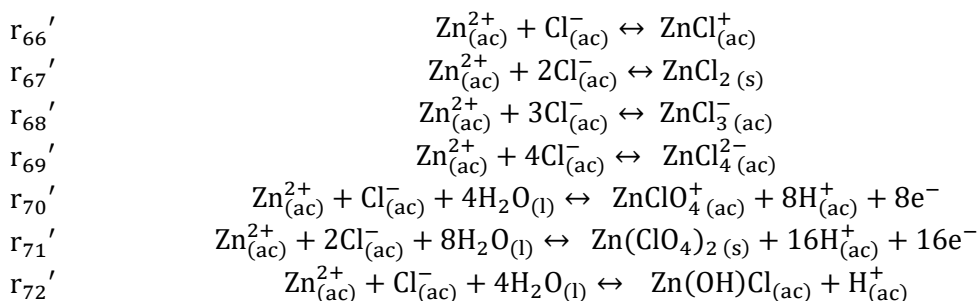 r₆₆′ Zn²⁺(ac) + Cl⁻(ac) ↔ ZnCl⁺(ac)
r₆₇′ Zn²⁺(ac) + 2Cl⁻(ac) ↔ ZnCl₂ (s)
r₆₈′ Zn²⁺(ac) + 3Cl⁻(ac) ↔ ZnCl₃⁻(ac)
r₆₉′ Zn²⁺(ac) + 4Cl⁻(ac) ↔ ZnCl₄²⁻(ac)
r₇₀′ Zn²⁺(ac) + Cl⁻(ac) + 4H₂O(l) ↔ ZnClO₄⁺(ac) + 8H⁺(ac) + 8e⁻
r₇₁′ Zn²⁺(ac) + 2Cl⁻(ac) + 8H₂O(l) ↔ Zn(ClO₄)₂ (s) + 16H⁺(ac) + 16e⁻
r₇₂′ Zn²⁺(ac) + Cl⁻(ac) + 4H₂O(l) ↔ Zn(OH)Cl(ac) + H⁺(ac)